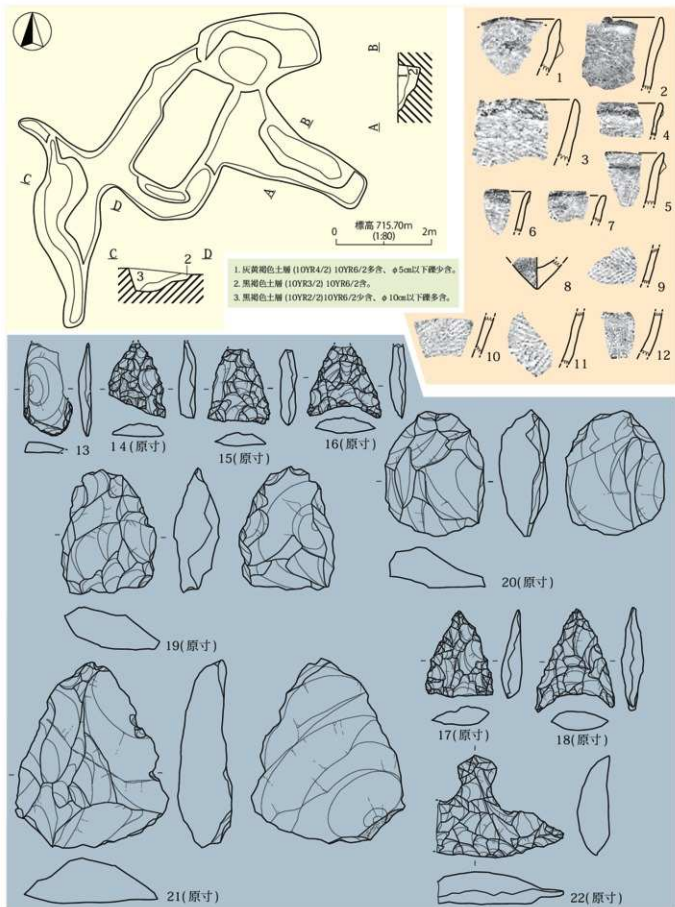 B
2
A
B
A
C
D
C
D
3
2
標高 715.70m
(1:80)
0
2m
1. 灰黄褐色土層 (10YR4/2) 10YR6/2多含、φ5㎝以下礫少含。
2. 黒褐色土層 (10YR3/2) 10YR6/2含。
3. 黒褐色土層 (10YR2/2)10YR6/2少含、φ10㎝以下礫多含。
1
2
3
4
5
6
7
8
9
10
11
12
13
14(原寸)
15(原寸)
16(原寸)
20(原寸)
19(原寸)
17(原寸)
18(原寸)
21(原寸)
22(原寸)